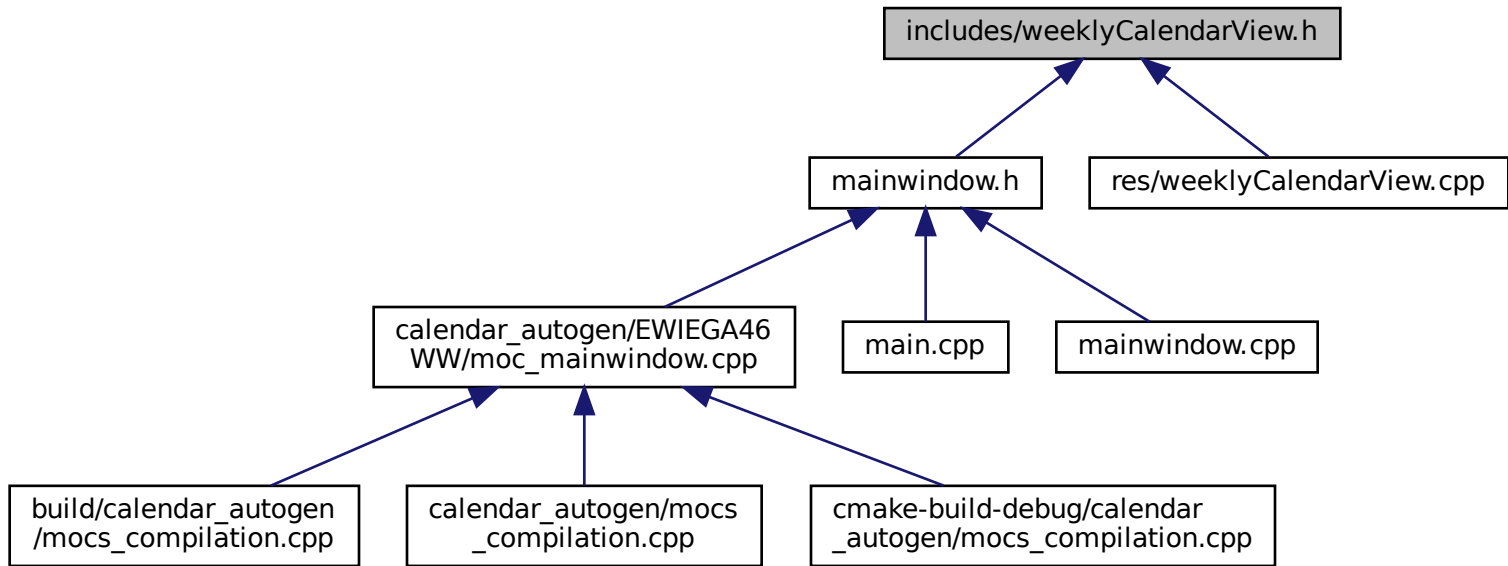 includes/weeklyCalendarView.h
mainwindow.h
res/weeklyCalendarView.cpp
calendar_autogen/EWIEGA46
WW/moc_mainwindow.cpp
main.cpp
mainwindow.cpp
build/calendar_autogen
/mocs_compilation.cpp
calendar_autogen/mocs
_compilation.cpp
cmake-build-debug/calendar
_autogen/mocs_compilation.cpp